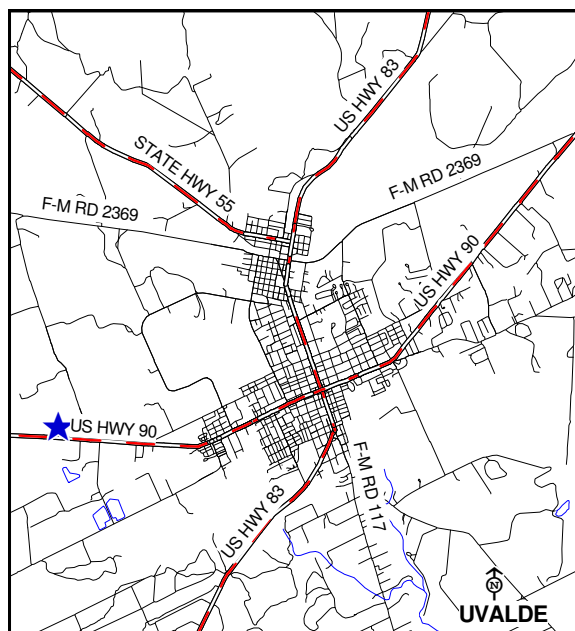 US HWY 83
STATE HWY 55
F-M RD 2369
F-M RD 2369
US HWY 90
US HWY 90
US HWY 83
F-M RD 117
N
UVALDE